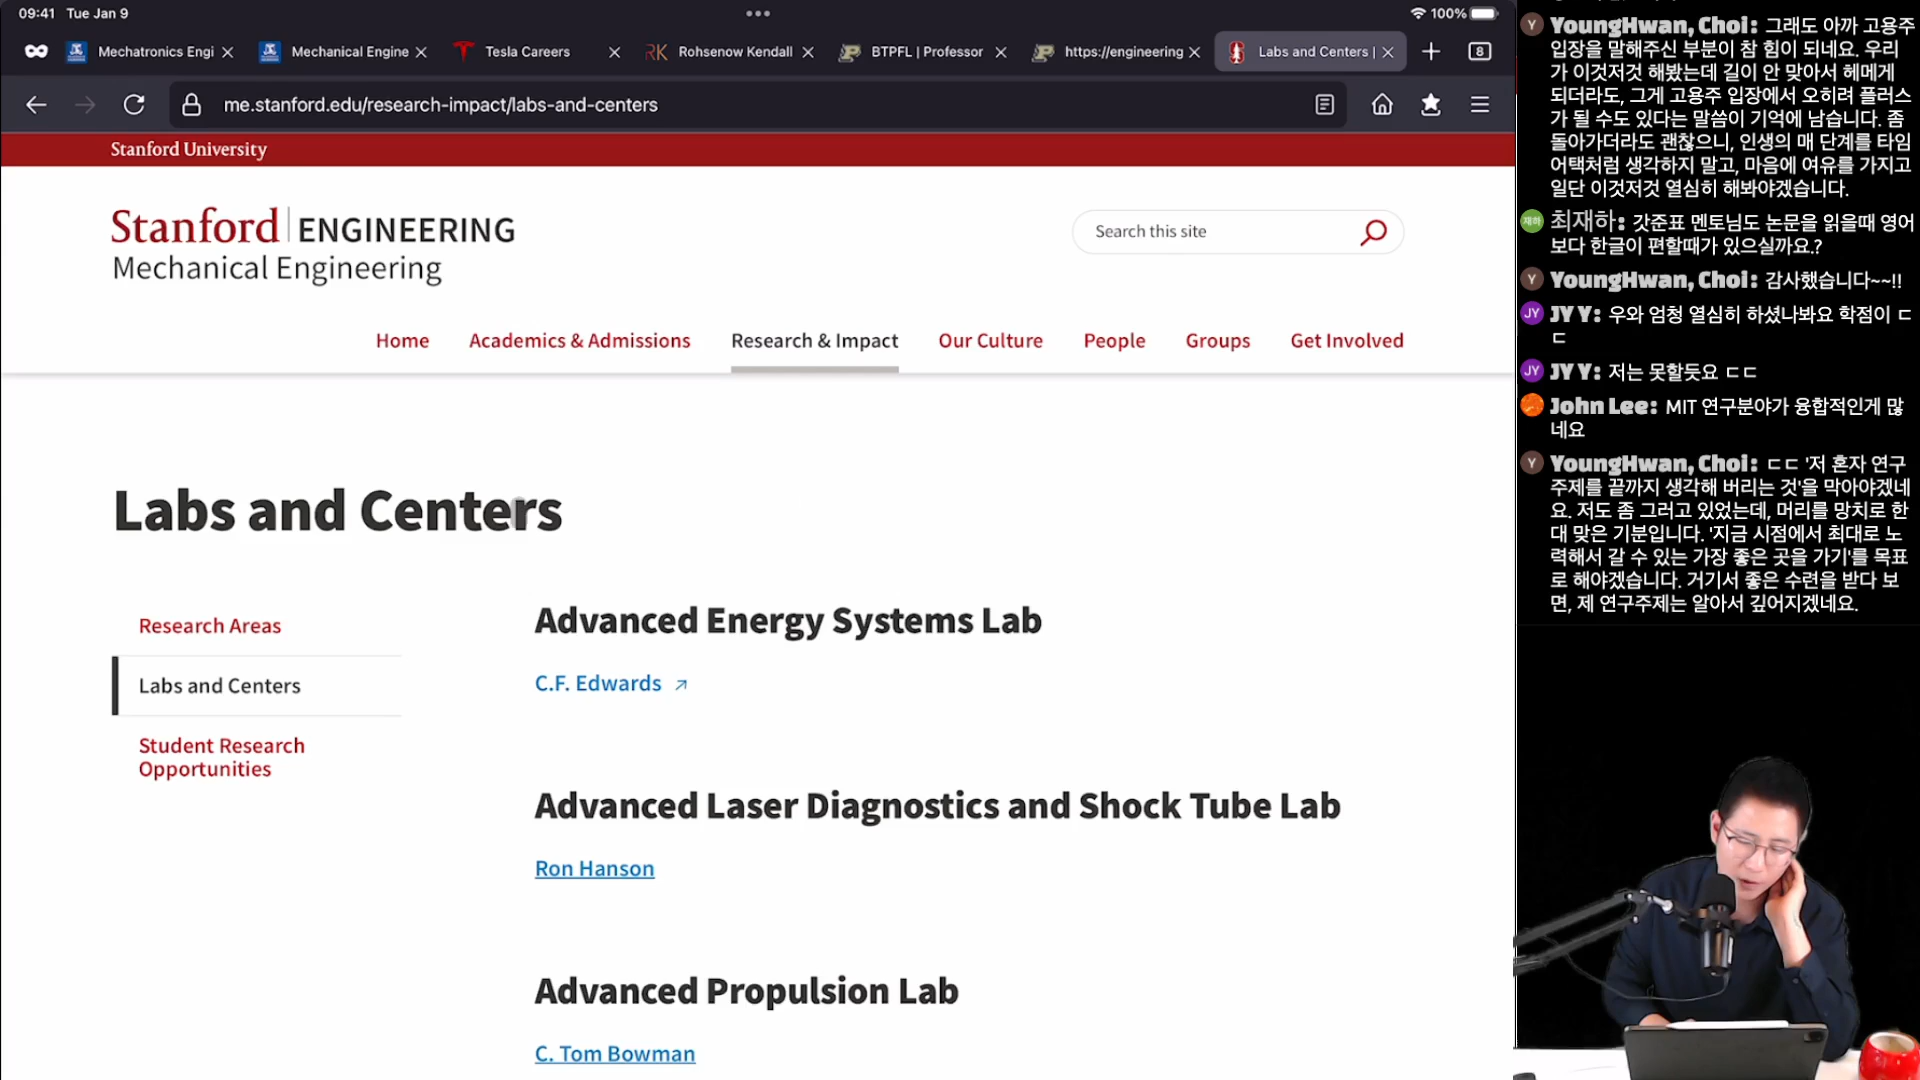 09:41 Tue Jan 9
100%
Mechatronics Engi
Mechanical Engine
Tesla Careers
RK Rohsenow Kendall
BTPFL | Professor
https://engineering
Labs and Centers |
8
me.stanford.edu/research-impact/labs-and-centers
Stanford University
Stanford ENGINEERING
Mechanical Engineering
Search this site
Home Academics & Admissions Research & Impact Our Culture People Groups Get Involved
Labs and Centers
Research Areas
Labs and Centers
Student Research
Opportunities
Advanced Energy Systems Lab
C.F. Edwards
Advanced Laser Diagnostics and Shock Tube Lab
Ron Hanson
Advanced Propulsion Lab
C. Tom Bowman
Y YoungHwan, Choi: 그래도 아까 고용주
입장을 말해주신 부분이 참 힘이 되네요. 우리
가 이것저것 해봤는데 길이 안 맞아서 헤메게
되더라도, 그게 고용주 입장에서 오히려 플러스
가 될 수도 있다는 말씀이 기억에 남습니다. 좀
돌아가더라도 괜찮으니, 인생의 매 단계를 타임
어택처럼 생각하지 말고, 마음에 여유를 가지고
일단 이것저것 열심히 해봐야겠습니다.
재하 최재하: 갓준표 멘토님도 논문을 읽을때 영어
보다 한글이 편할때가 있으실까요.?
Y YoungHwan, Choi: 감사했습니다~~!!
JY JY Y: 우와 엄청 열심히 하셨나봐요 학점이 ㄷ
ㄷ
JY JY Y: 저는 못할듯요 ㄷㄷ
John Lee: MIT 연구분야가 융합적인게 많
네요
Y YoungHwan, Choi: ㄷㄷ '저 혼자 연구
주제를 끝까지 생각해 버리는 것'을 막아야겠네
요. 저도 좀 그러고 있었는데, 머리를 망치로 한
대 맞은 기분입니다. '지금 시점에서 최대로 노
력해서 갈 수 있는 가장 좋은 곳을 가기'를 목표
로 해야겠습니다. 거기서 좋은 수련을 받다 보
면, 제 연구주제는 알아서 깊어지겠네요.